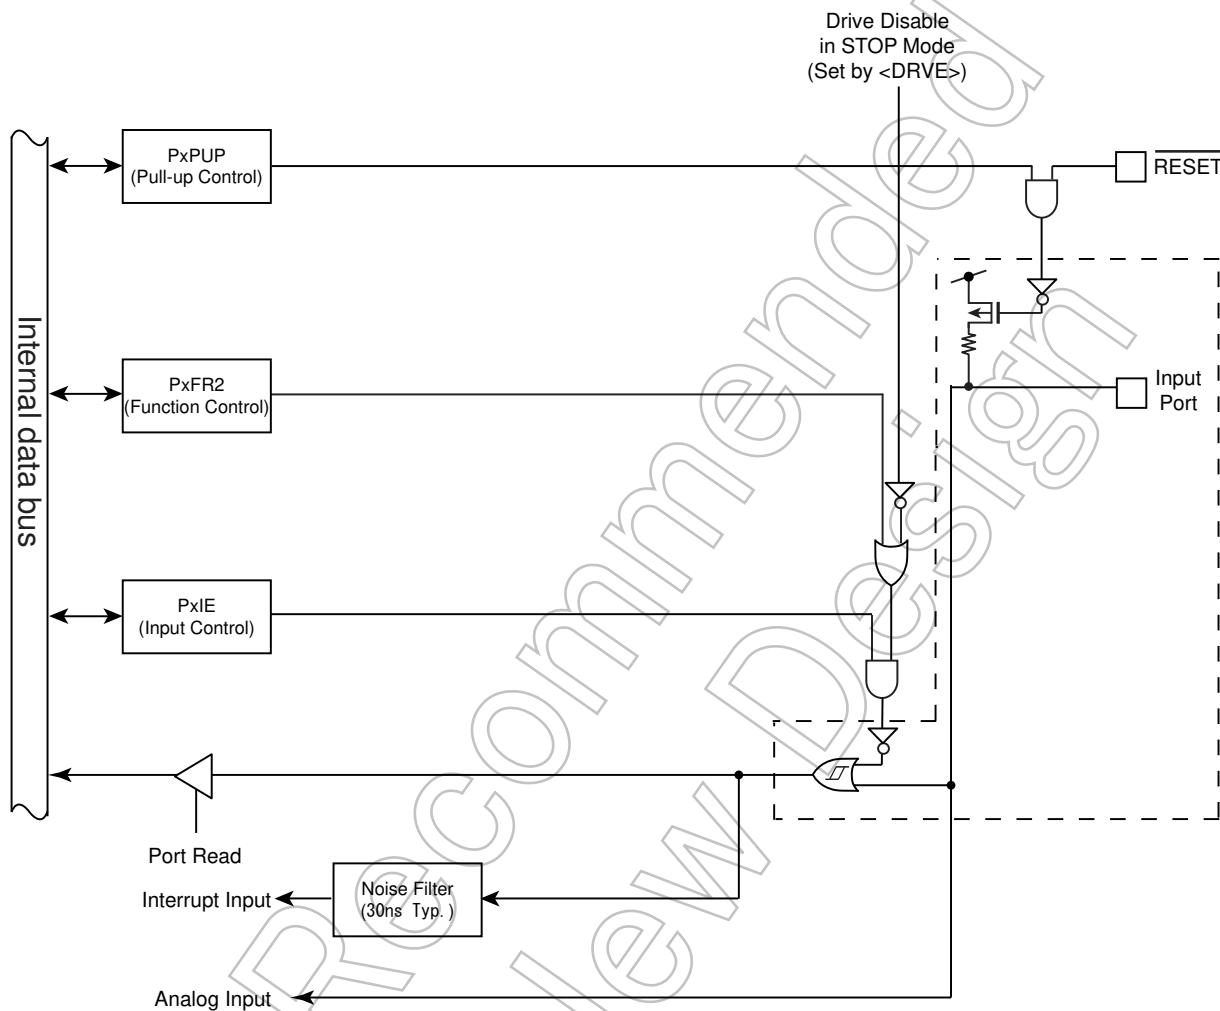 Drive Disable
in STOP Mode
(Set by <DRVE>)
PxPUP
(Pull-up Control)
RESET
Internal data bus
PxFR2
(Function Control)
Input
Port
PxIE
(Input Control)
Port Read
Noise Filter
(30ns Typ. )
Interrupt Input
Analog Input
Recommended
New Design